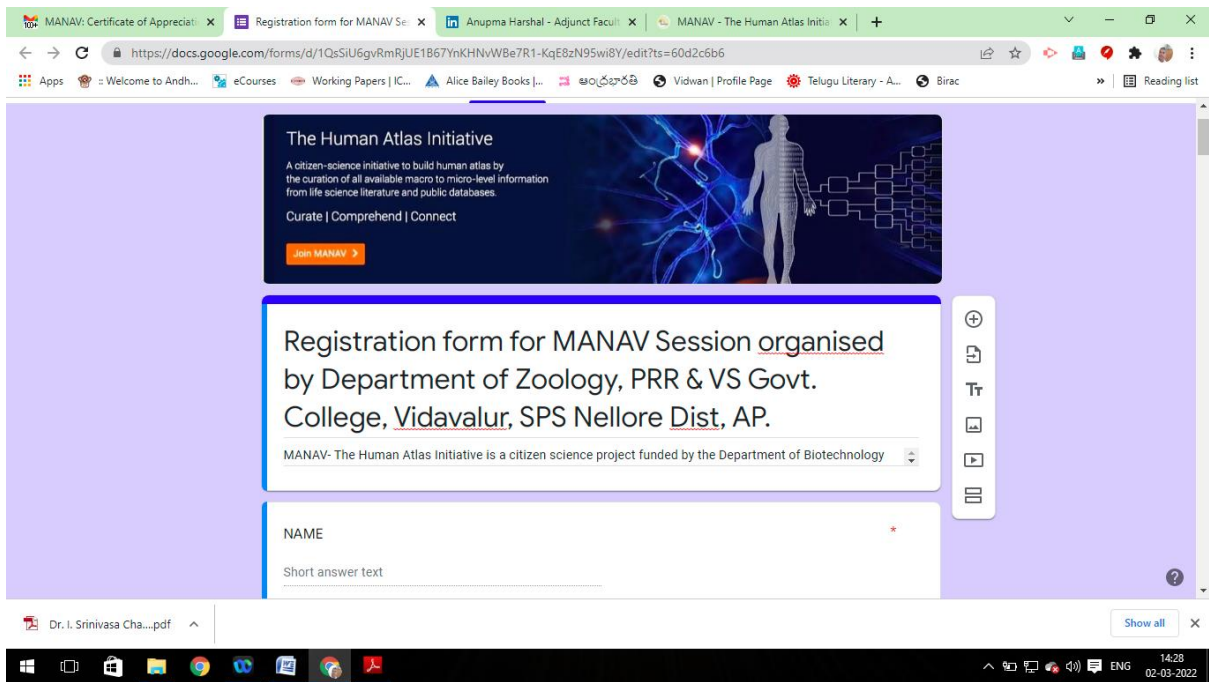 MANAV: Certificate of Appreciati
Registration form for MANAV Se
Anupma Harshal - Adjunct Facult
MANAV - The Human Atlas Initia
https://docs.google.com/forms/d/1QsSiU6gvRmRjUE1B67YnKHNvWBe7R1-KqE8zN95wi8Y/edit?ts=60d2c6b6
Apps
:: Welcome to Andh...
eCourses
Working Papers | IC...
Alice Bailey Books |...
ఆంధ్రభారతి
Vidwan | Profile Page
Telugu Literary - A...
Birac
»
Reading list
The Human Atlas Initiative
A citizen-science initiative to build human atlas by
the curation of all available macro to micro-level information
from life science literature and public databases.
Curate | Comprehend | Connect
Join MANAV
Registration form for MANAV Session organised
by Department of Zoology, PRR & VS Govt.
College, Vidavalur, SPS Nellore Dist, AP.
MANAV- The Human Atlas Initiative is a citizen science project funded by the Department of Biotechnology
NAME *
Short answer text
Dr. I. Srinivasa Cha....pdf
Show all
ENG
14:28
02-03-2022